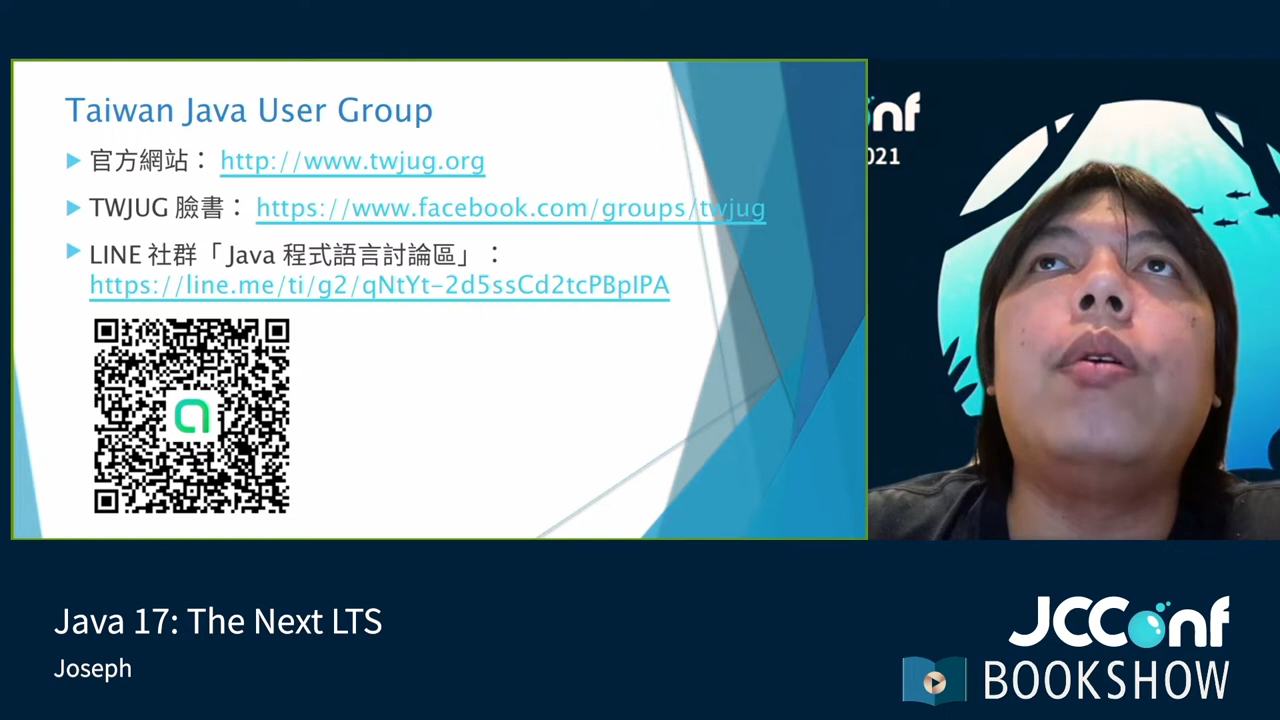 Taiwan Java User Group
官方網站： http://www.twjug.org
TWJUG 臉書： https://www.facebook.com/groups/twjug
LINE 社群「Java 程式語言討論區」：
https://line.me/ti/g2/qNtYt-2d5ssCd2tcPBpIPA
onf
021
Java 17: The Next LTS
Joseph
JCConf
BOOKSHOW